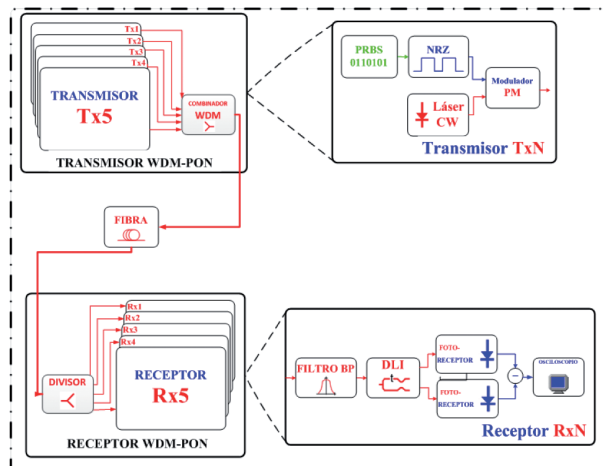 Tx1
Tx2
Tx3
Tx4
TRANSMISOR
Tx5
COMBINADOR
WDM
TRANSMISOR WDM-PON
PRBS
0110101
NRZ
Láser
CW
Modulador
PM
Transmisor TxN
FIBRA
Rx1
Rx2
Rx3
Rx4
DIVISOR
RECEPTOR
Rx5
RECEPTOR WDM-PON
FILTRO BP
DLI
FOTO-
RECEPTOR
FOTO-
RECEPTOR
−
OSCILOSCOPIO
Receptor RxN